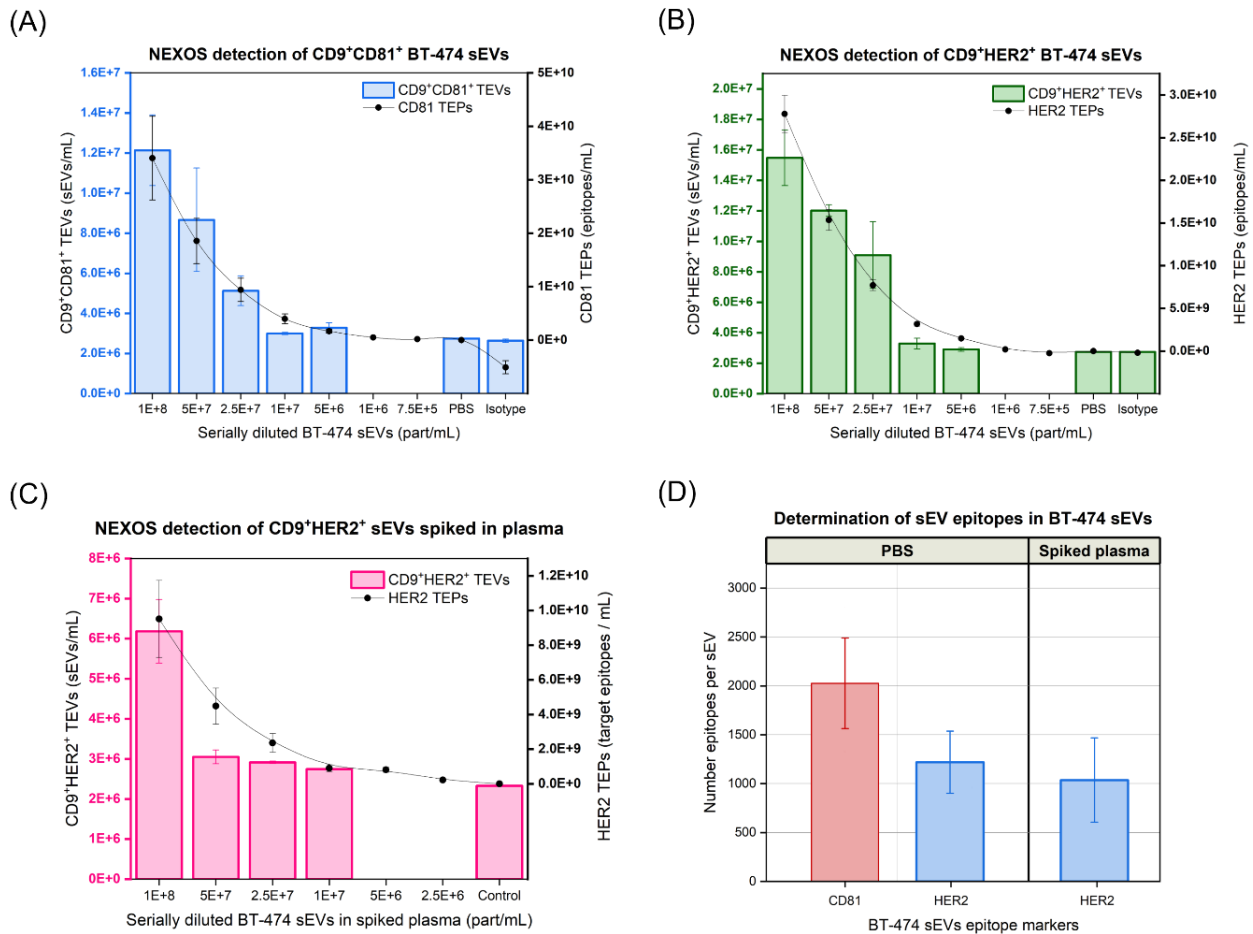 (A)
NEXOS detection of CD9⁺CD81⁺ BT-474 sEVs
CD9⁺CD81⁺ TEVs (sEVs/mL)
1.6E+7
1.4E+7
1.2E+7
1.0E+7
8.0E+6
6.0E+6
4.0E+6
2.0E+6
0.0E+0
CD9⁺CD81⁺ TEVs
CD81 TEPs
5E+10
4E+10
3E+10
2E+10
1E+10
0E+0
CD81 TEPs (epitopes/mL)
1E+8 5E+7 2.5E+7 1E+7 5E+6 1E+6 7.5E+5 PBS Isotype
Serially diluted BT-474 sEVs (part/mL)
(B)
NEXOS detection of CD9⁺HER2⁺ BT-474 sEVs
CD9⁺HER2⁺ TEVs (sEVs/mL)
2.0E+7
1.8E+7
1.6E+7
1.4E+7
1.2E+7
1.0E+7
8.0E+6
6.0E+6
4.0E+6
2.0E+6
0.0E+0
CD9⁺HER2⁺ TEVs
HER2 TEPs
3.0E+10
2.5E+10
2.0E+10
1.5E+10
1.0E+10
5.0E+9
0.0E+0
HER2 TEPs (epitopes/mL)
1E+8 5E+7 2.5E+7 1E+7 5E+6 1E+6 7.5E+5 PBS Isotype
Serially diluted BT-474 sEVs (part/mL)
(C)
NEXOS detection of CD9⁺HER2⁺ sEVs spiked in plasma
CD9⁺HER2⁺ TEVs (sEVs/mL)
8E+6
7E+6
6E+6
5E+6
4E+6
3E+6
2E+6
1E+6
0E+0
CD9⁺HER2⁺ TEVs
HER2 TEPs
1.2E+10
1.0E+10
8.0E+9
6.0E+9
4.0E+9
2.0E+9
0.0E+0
HER2 TEPs (target epitopes / mL)
1E+8 5E+7 2.5E+7 1E+7 5E+6 2.5E+6 Control
Serially diluted BT-474 sEVs in spiked plasma (part/mL)
(D)
Determination of sEV epitopes in BT-474 sEVs
PBS Spiked plasma
Number epitopes per sEV
3000
2500
2000
1500
1000
500
0
CD81 HER2 HER2
BT-474 sEVs epitope markers